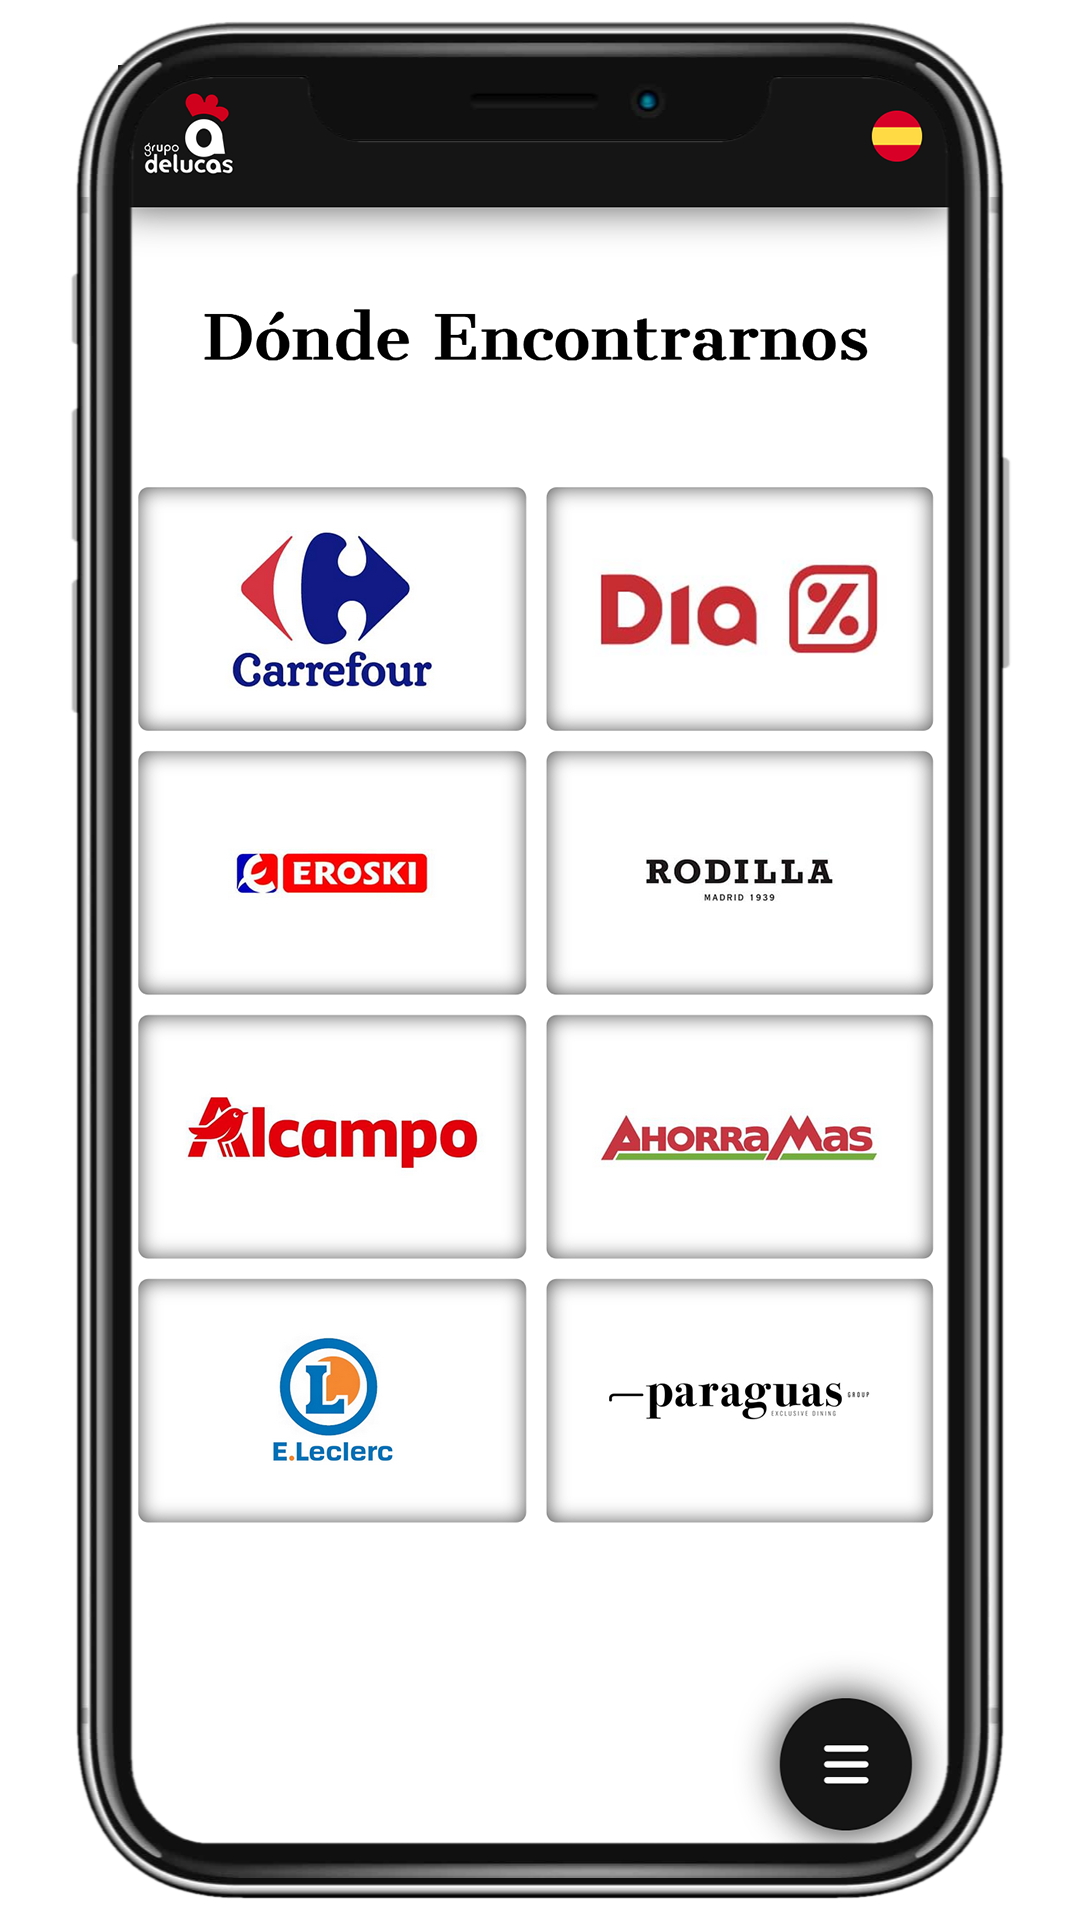 grupo
delucas
Dónde Encontrarnos
Carrefour
DIa %
EROSKI
RODILLA
MADRID 1939
Alcampo
AHORRAMAS
L
E.Leclerc
paraguas GROUP
EXCLUSIVE DINING